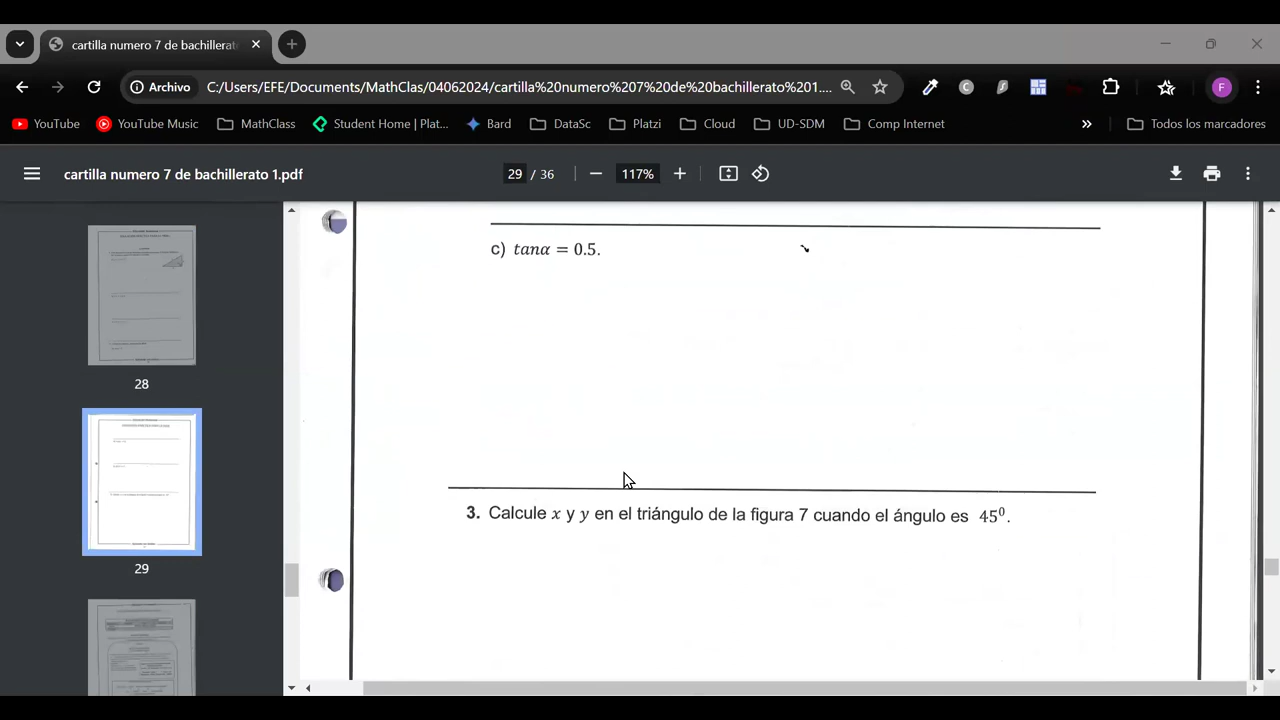 cartilla numero 7 de bachillerat
Archivo C:/Users/EFE/Documents/MathClas/04062024/cartilla%20numero%207%20de%20bachillerato%201....
YouTube YouTube Music MathClass Student Home | Plat... Bard DataSc Platzi Cloud UD-SDM Comp Internet » Todos los marcadores
cartilla numero 7 de bachillerato 1.pdf 29 / 36 117%
28
29
c) tanα = 0.5.
3. Calcule x y y en el triángulo de la figura 7 cuando el ángulo es 45⁰.